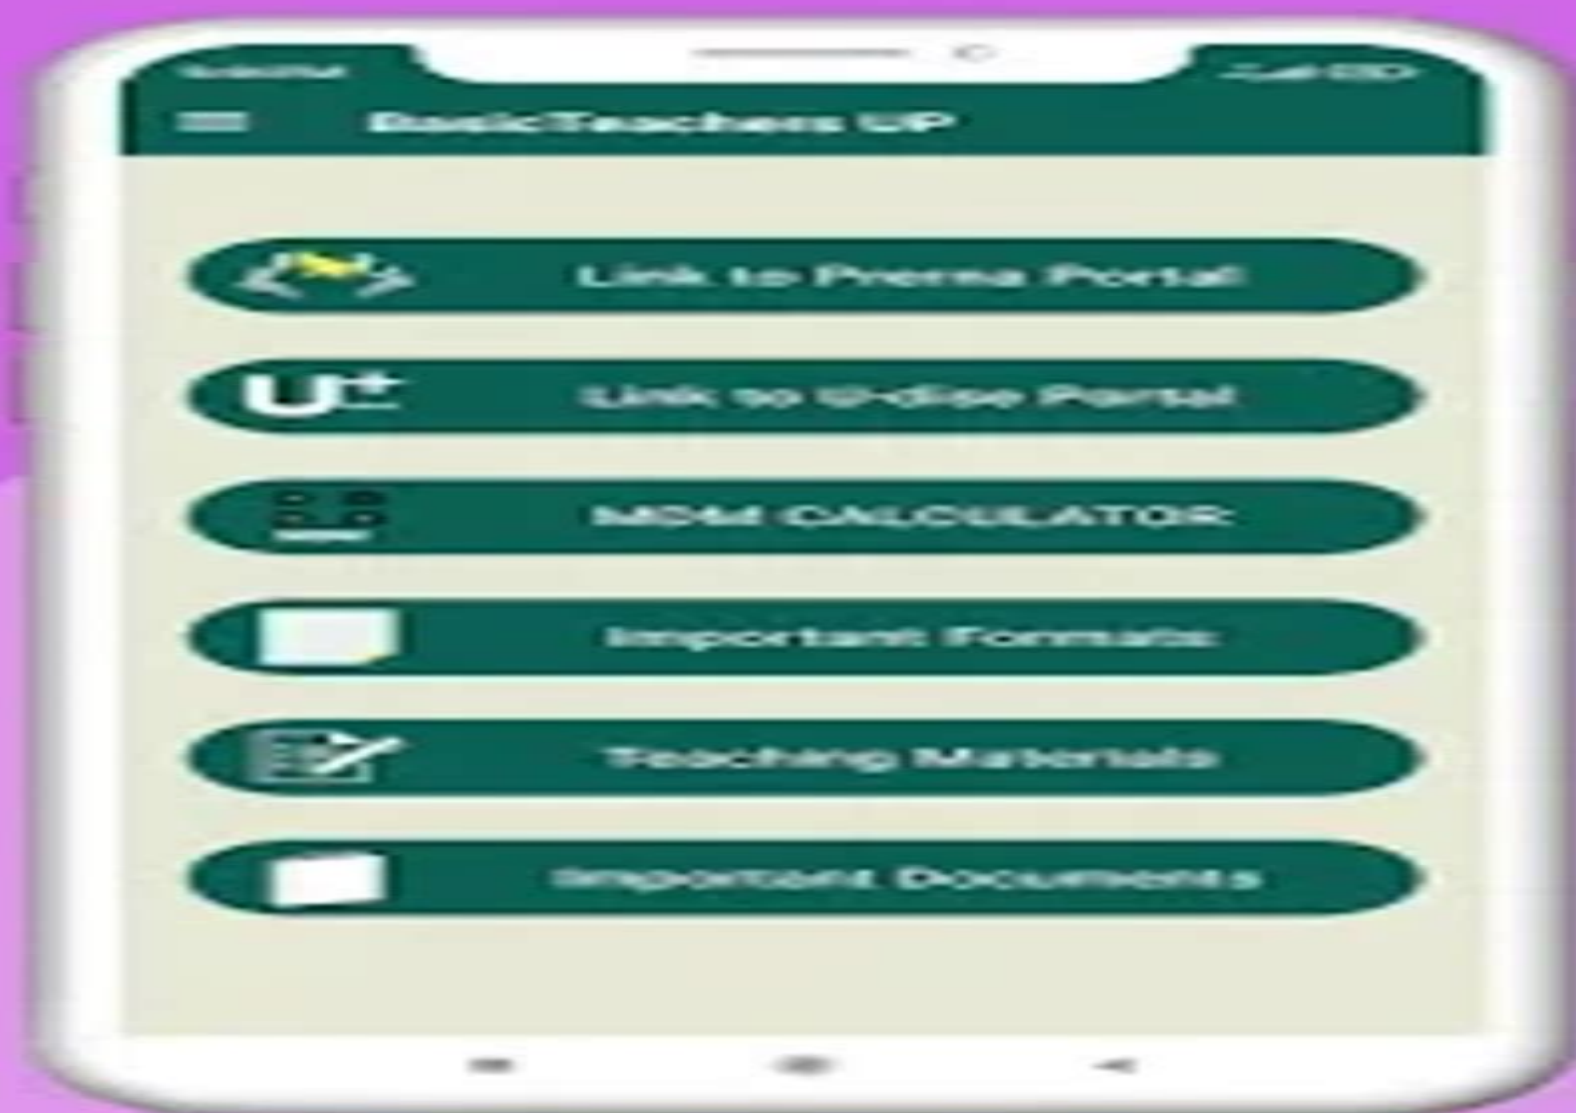 BasicTeachers UP
Link to Prerna Portal
U+
Link to U-dise Portal
MDM CALCULATOR
Important Formats
Teaching Materials
Important Documents